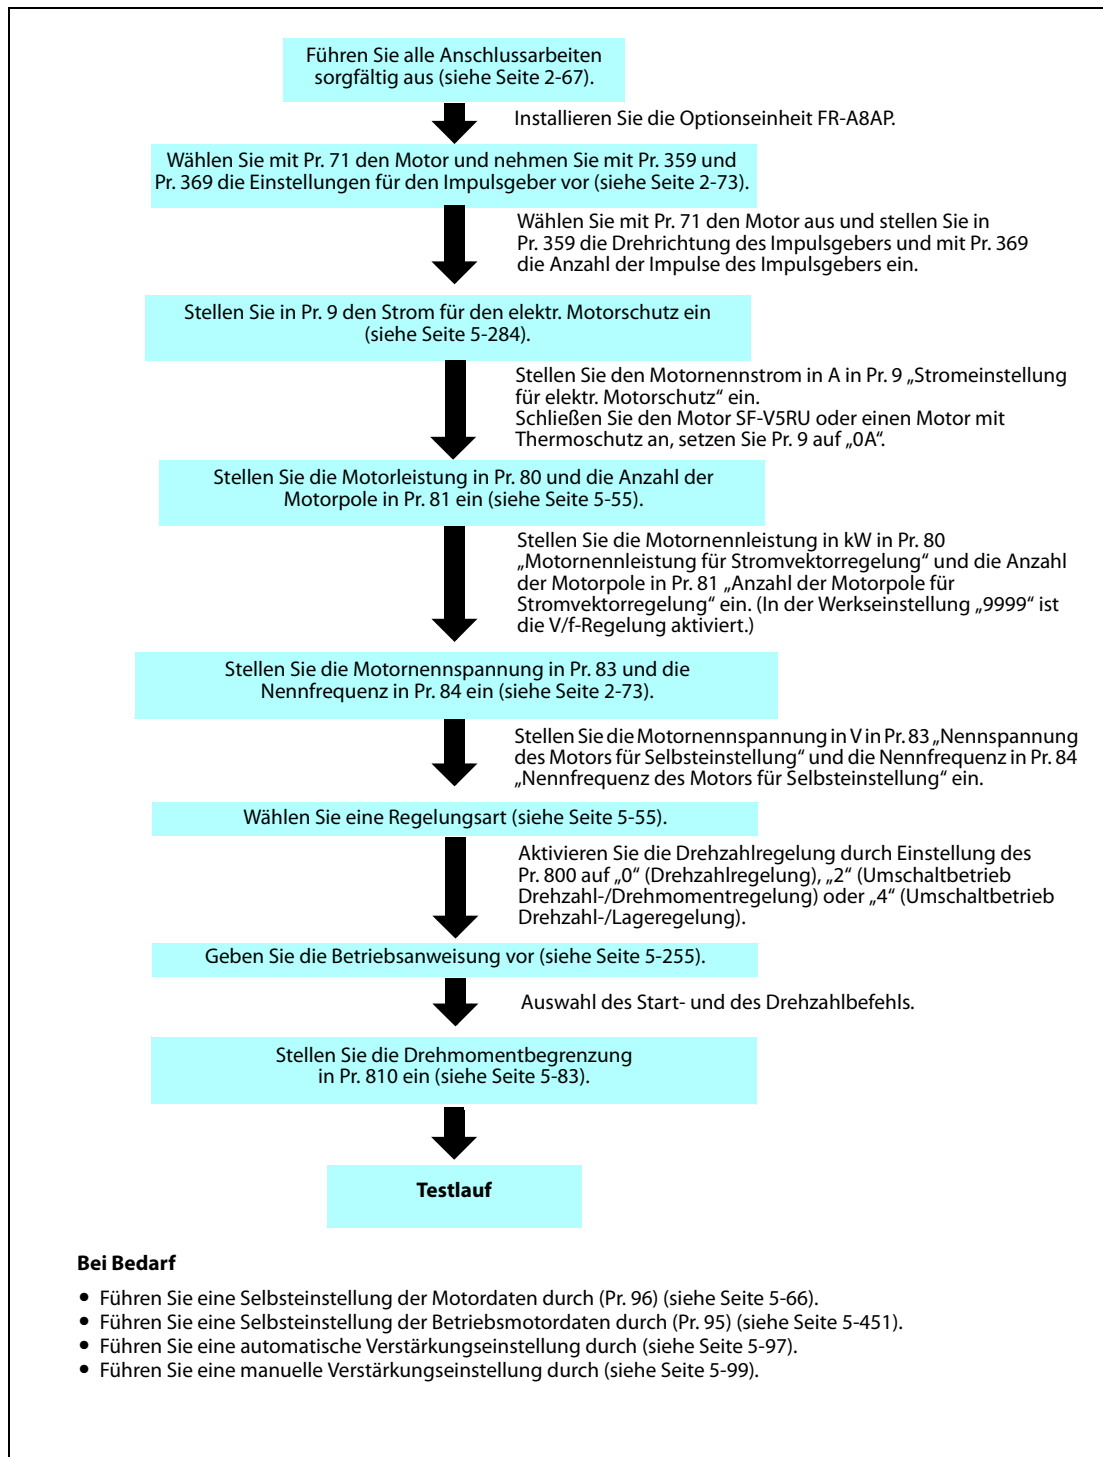 Führen Sie alle Anschlussarbeiten
sorgfältig aus (siehe Seite 2-67).
Installieren Sie die Optionseinheit FR-A8AP.
Wählen Sie mit Pr. 71 den Motor und nehmen Sie mit Pr. 359 und
Pr. 369 die Einstellungen für den Impulsgeber vor (siehe Seite 2-73).
Wählen Sie mit Pr. 71 den Motor aus und stellen Sie in
Pr. 359 die Drehrichtung des Impulsgebers und mit Pr. 369
die Anzahl der Impulse des Impulsgebers ein.
Stellen Sie in Pr. 9 den Strom für den elektr. Motorschutz ein
(siehe Seite 5-284).
Stellen Sie den Motornennstrom in A in Pr. 9 „Stromeinstellung
für elektr. Motorschutz“ ein.
Schließen Sie den Motor SF-V5RU oder einen Motor mit
Thermoschutz an, setzen Sie Pr. 9 auf „0A“.
Stellen Sie die Motorleistung in Pr. 80 und die Anzahl der
Motorpole in Pr. 81 ein (siehe Seite 5-55).
Stellen Sie die Motornennleistung in kW in Pr. 80
„Motornennleistung für Stromvektorregelung“ und die Anzahl
der Motorpole in Pr. 81 „Anzahl der Motorpole für
Stromvektorregelung“ ein. (In der Werkseinstellung „9999“ ist
die V/f-Regelung aktiviert.)
Stellen Sie die Motornennspannung in Pr. 83 und die
Nennfrequenz in Pr. 84 ein (siehe Seite 2-73).
Stellen Sie die Motornennspannung in V in Pr. 83 „Nennspannung
des Motors für Selbsteinstellung“ und die Nennfrequenz in Pr. 84
„Nennfrequenz des Motors für Selbsteinstellung“ ein.
Wählen Sie eine Regelungsart (siehe Seite 5-55).
Aktivieren Sie die Drehzahlregelung durch Einstellung des
Pr. 800 auf „0“ (Drehzahlregelung), „2“ (Umschaltbetrieb
Drehzahl-/Drehmomentregelung) oder „4“ (Umschaltbetrieb
Drehzahl-/Lageregelung).
Geben Sie die Betriebsanweisung vor (siehe Seite 5-255).
Auswahl des Start- und des Drehzahlbefehls.
Stellen Sie die Drehmomentbegrenzung
in Pr. 810 ein (siehe Seite 5-83).
Testlauf
Bei Bedarf
● Führen Sie eine Selbsteinstellung der Motordaten durch (Pr. 96) (siehe Seite 5-66).
● Führen Sie eine Selbsteinstellung der Betriebsmotordaten durch (Pr. 95) (siehe Seite 5-451).
● Führen Sie eine automatische Verstärkungseinstellung durch (siehe Seite 5-97).
● Führen Sie eine manuelle Verstärkungseinstellung durch (siehe Seite 5-99).